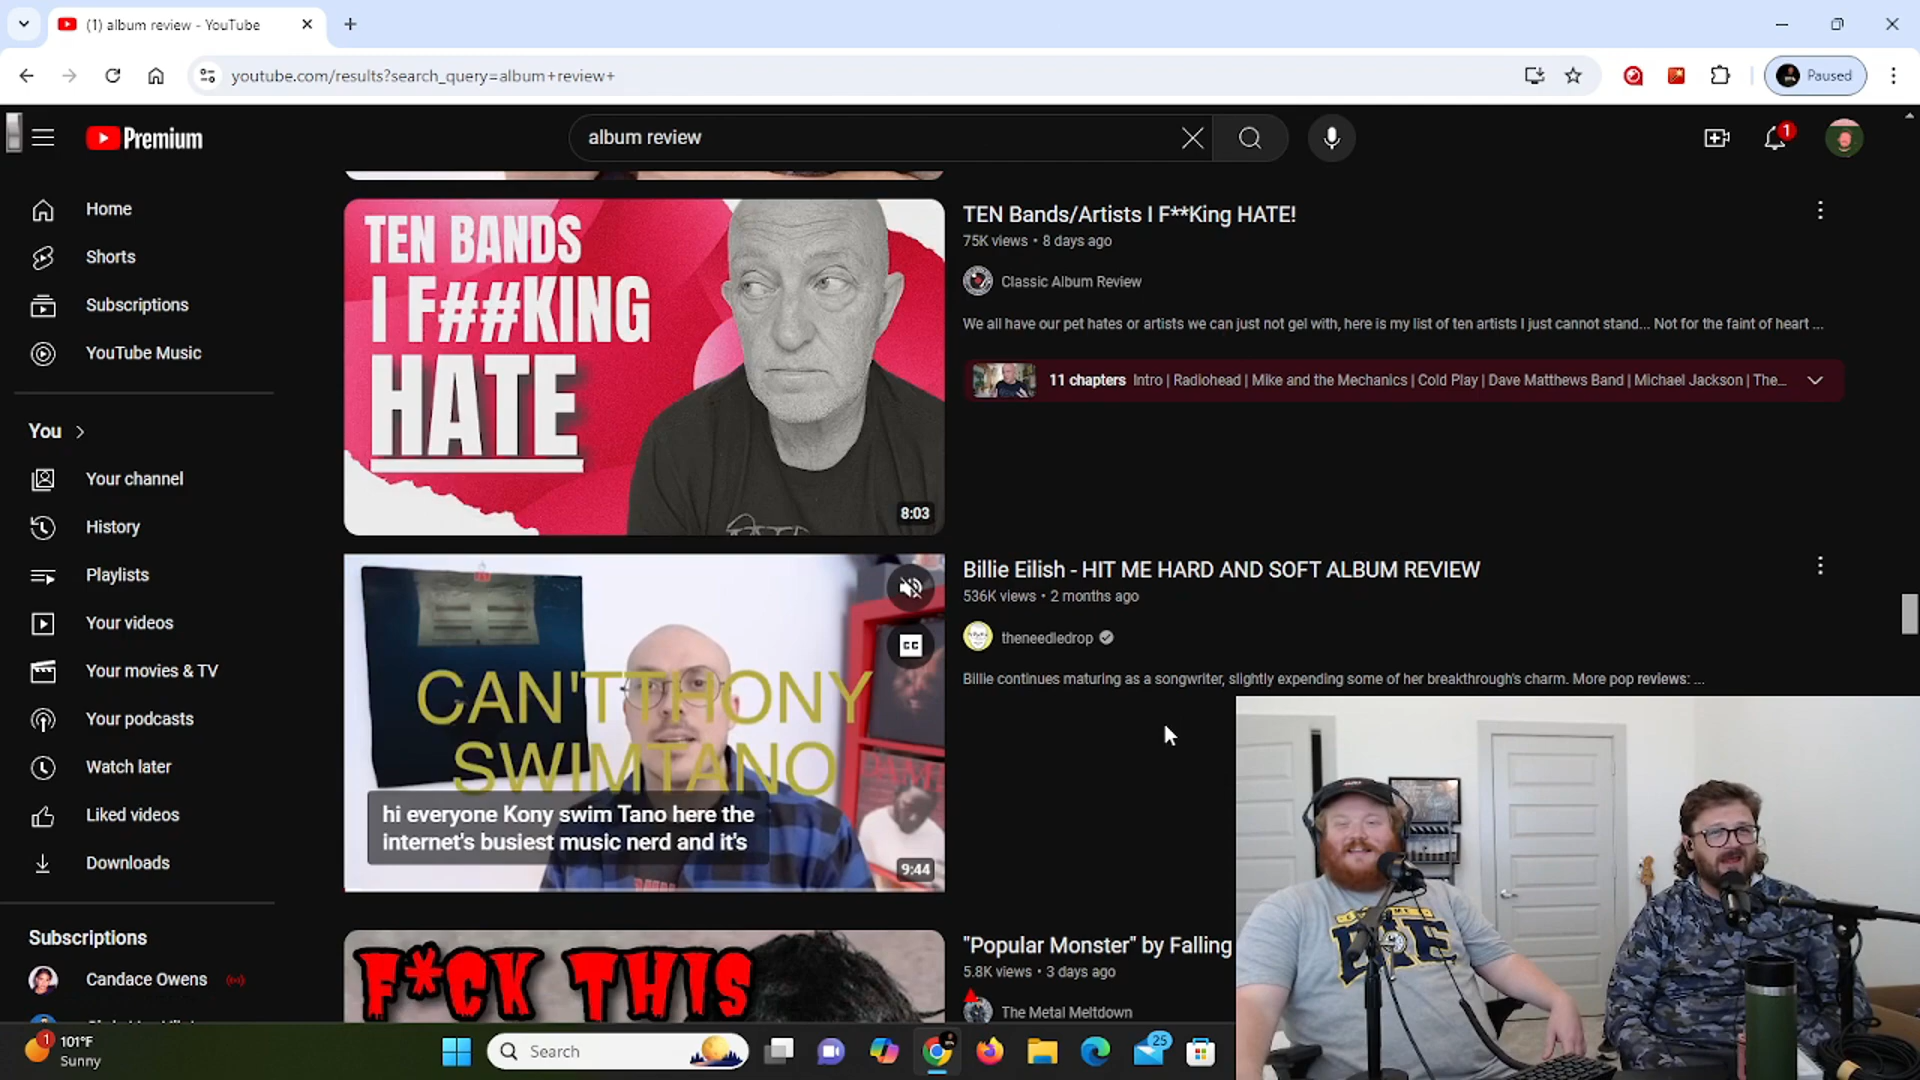 (1) album review - YouTube
youtube.com/results?search_query=album+review+
Paused
Premium
album review
1
Home
Shorts
Subscriptions
YouTube Music
You
Your channel
History
Playlists
Your videos
Your movies & TV
Your podcasts
Watch later
Liked videos
Downloads
Subscriptions
Candace Owens
TEN BANDS
I F##KING
HATE
8:03
TEN Bands/Artists I F**King HATE!
75K views • 8 days ago
Classic Album Review
We all have our pet hates or artists we can just not gel with, here is my list of ten artists I just cannot stand... Not for the faint of heart ...
11 chapters Intro | Radiohead | Mike and the Mechanics | Cold Play | Dave Matthews Band | Michael Jackson | The...
CAN'TTHONY
SWIMTANO
hi everyone Kony swim Tano here the
internet's busiest music nerd and it's
CC
9:44
Billie Eilish - HIT ME HARD AND SOFT ALBUM REVIEW
536K views • 2 months ago
theneedledrop
Billie continues maturing as a songwriter, slightly expending some of her breakthrough's charm. More pop reviews: ...
F*CK THIS
"Popular Monster" by Falling
5.8K views • 3 days ago
The Metal Meltdown
1
101°F
Sunny
Search
25